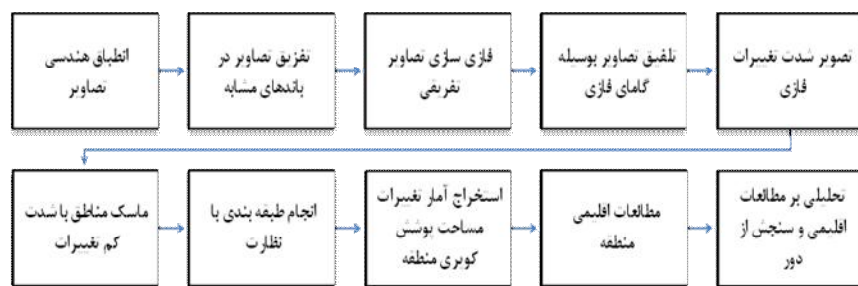 انطباق هندسی
تصاویر
تفریق تصاویر در
باندهای مشابه
فازی سازی تصاویر
تفریقی
تلفیق تصاویر بوسیله
گامای فازی
تصویر شدت تغییرات
فازی
ماسک مناطق با شدت
کم تغییرات
انجام طبقه بندی با
نظارت
استخراج آمار تغییرات
مساحت پوشش
کویری منطقه
مطالعات اقلیمی
منطقه
تحلیلی بر مطالعات
اقلیمی و سنجش از
دور